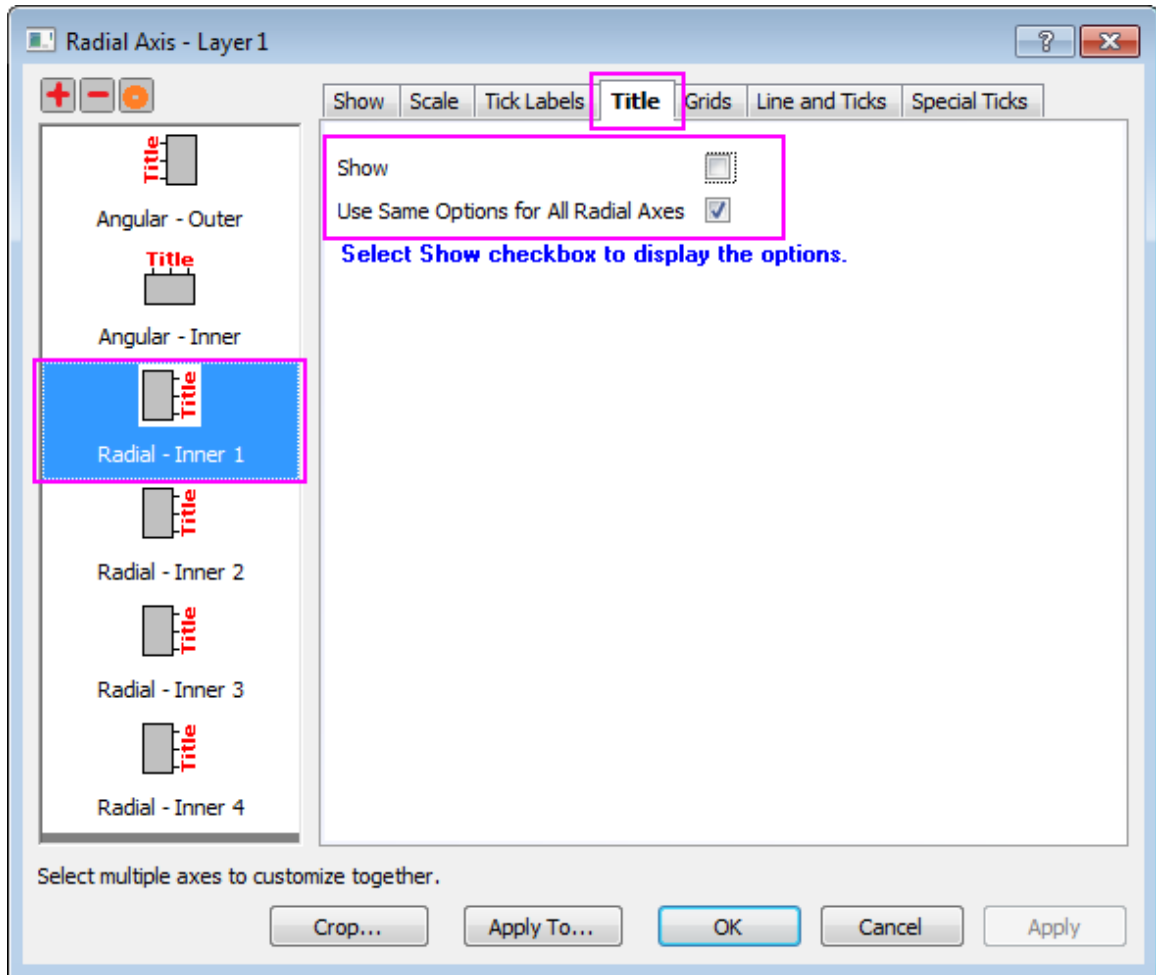 Radial Axis - Layer 1
Show Scale Tick Labels Title Grids Line and Ticks Special Ticks
Title
Angular - Outer
Title
Angular - Inner
Title
Radial - Inner 1
Title
Radial - Inner 2
Title
Radial - Inner 3
Title
Radial - Inner 4
Show
Use Same Options for All Radial Axes
Select Show checkbox to display the options.
Select multiple axes to customize together.
Crop... Apply To... OK Cancel Apply